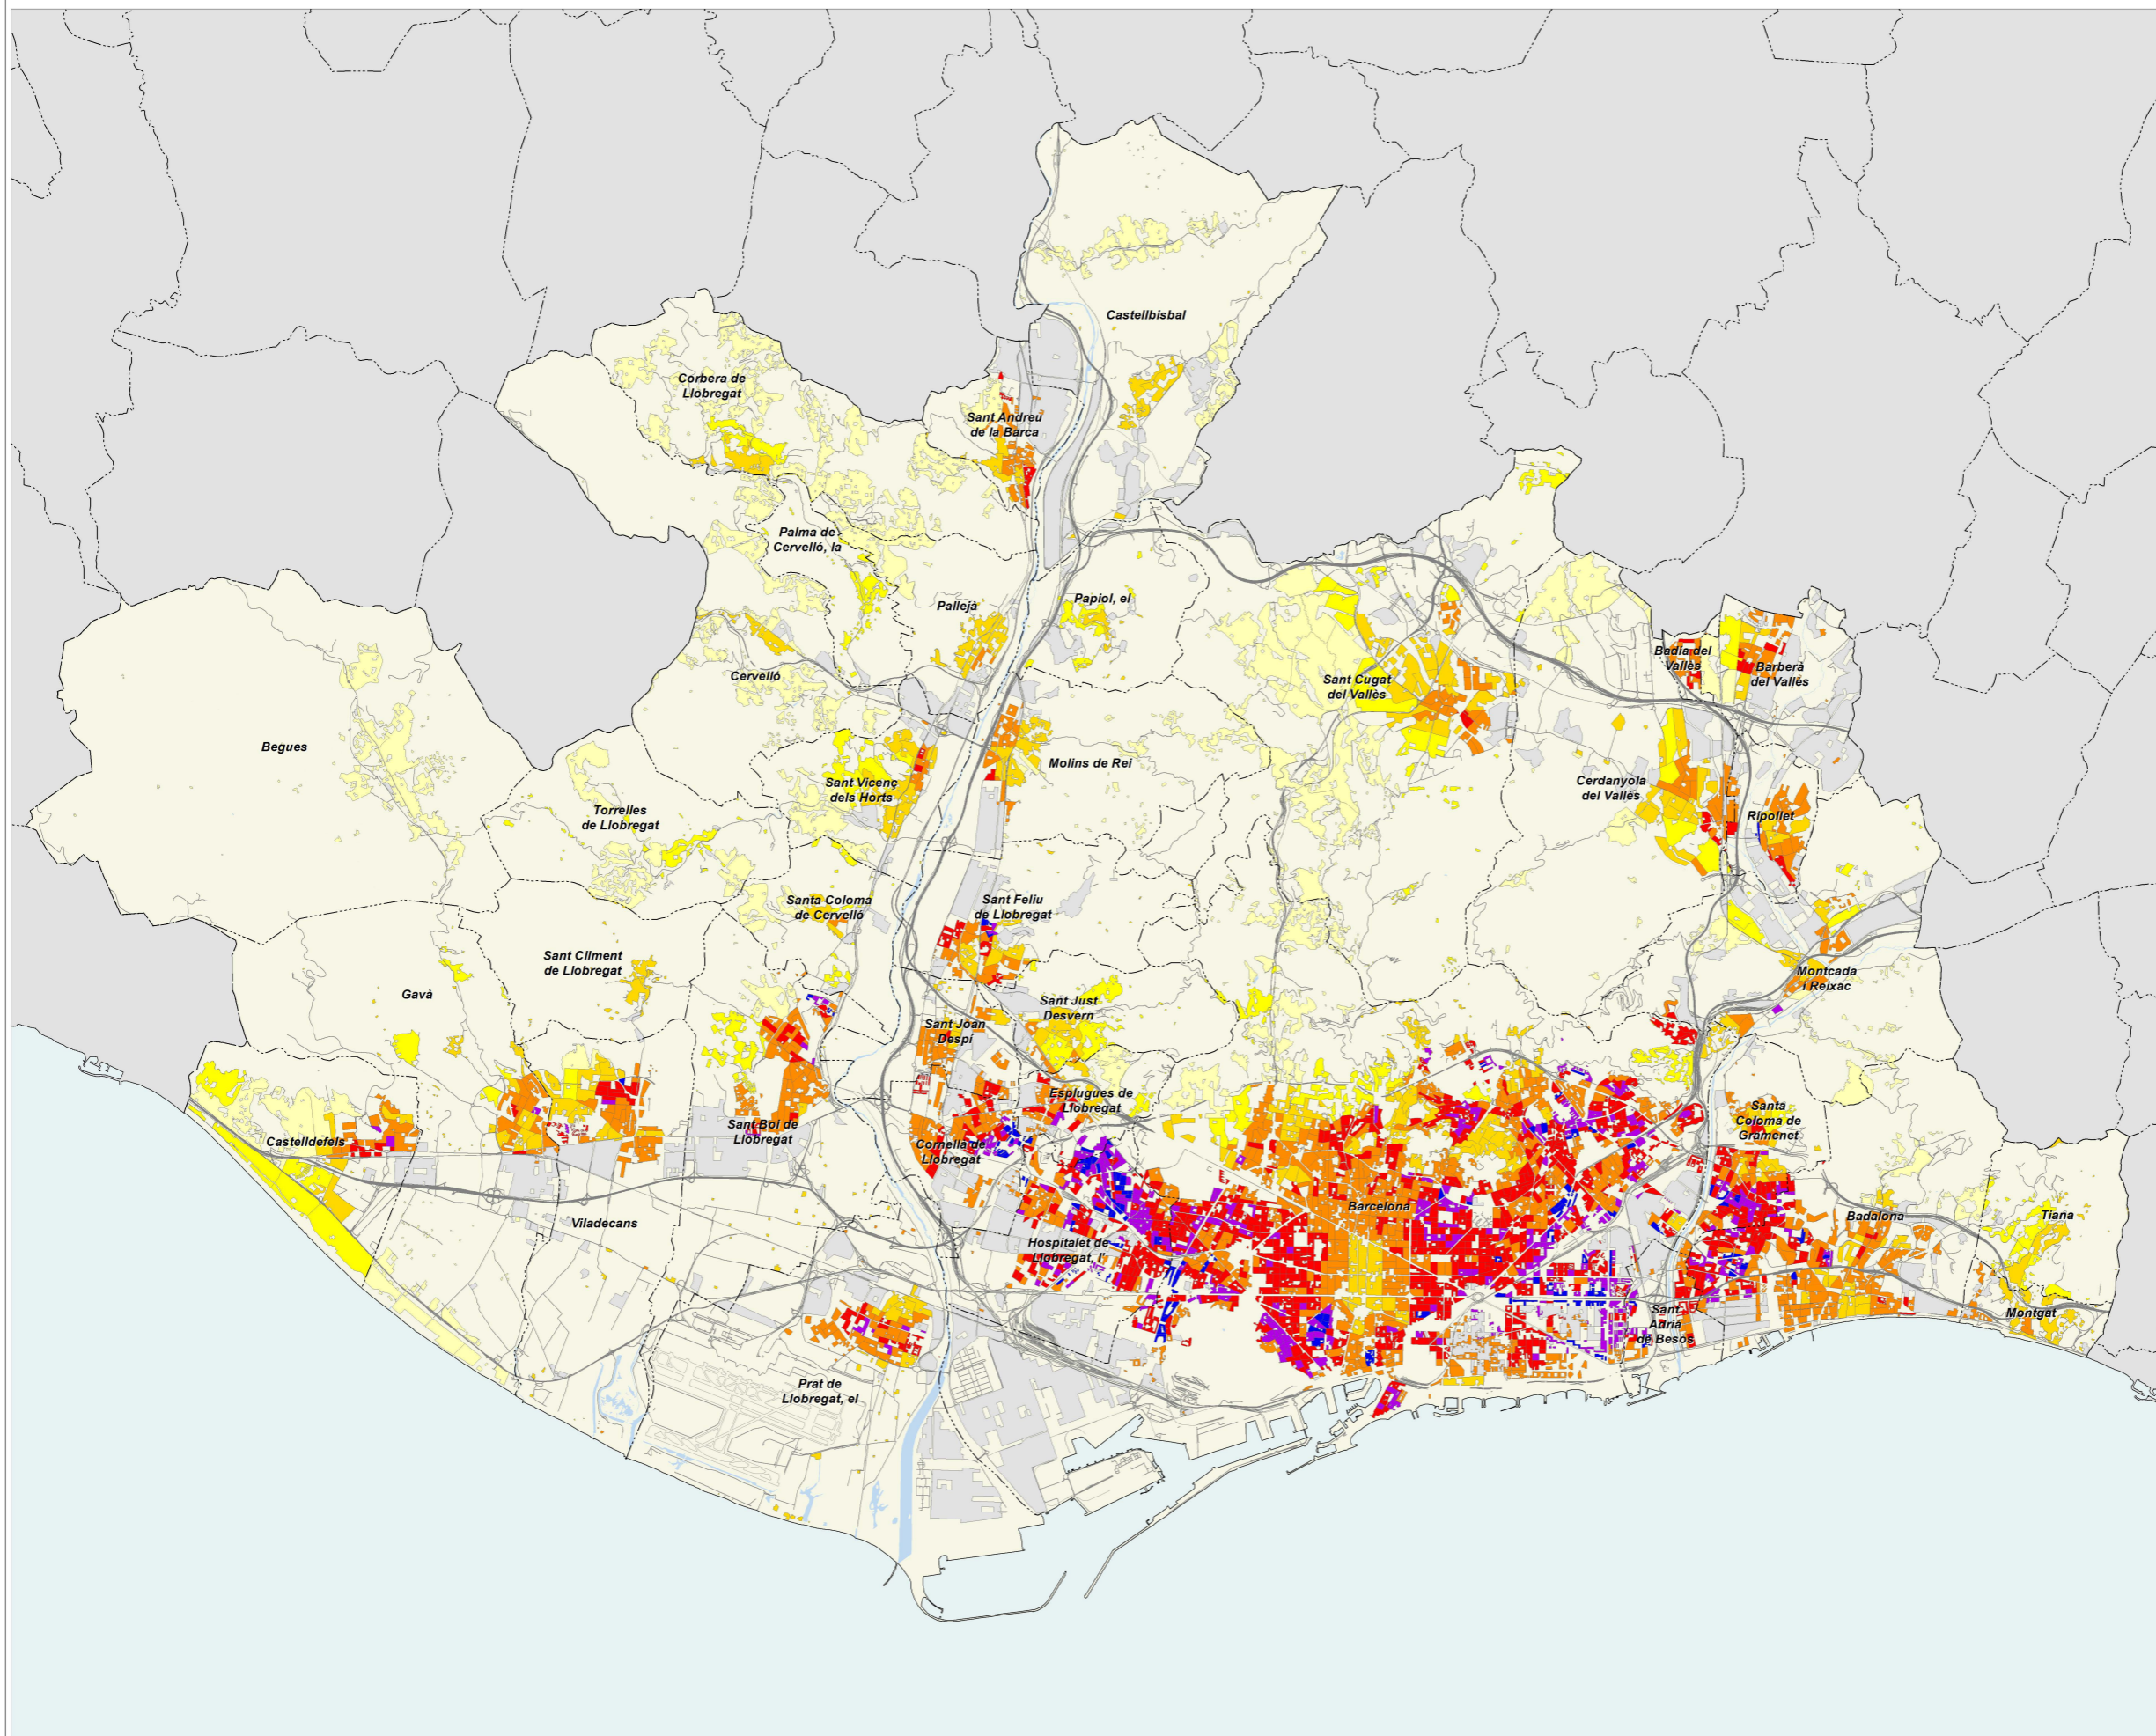 Castellbisbal
Corbera de
Llobregat
Sant Andreu
de la Barca
Palma de
Cervelló, la
Pallejà
Papiol, el
Badia del
Vallès
Barberà
del Vallès
Cervelló
Sant Cugat
del Vallès
Begues
Molins de Rei
Sant Vicenç
dels Horts
Cerdanyola
del Vallès
Torrelles
de Llobregat
Ripollet
Santa Coloma
de Cervelló
Sant Feliu
de Llobregat
Sant Climent
de Llobregat
Montcada
i Reixac
Gavà
Sant Just
Desvern
Sant Joan
Despí
Esplugues de
Llobregat
Santa
Coloma de
Gramenet
Castelldefels
Sant Boi de
Llobregat
Cornellà de
Llobregat
Barcelona
Badalona
Tiana
Viladecans
Hospitalet de
Llobregat, l'
Sant
Adrià
de Besòs
Montgat
Prat de
Llobregat, el